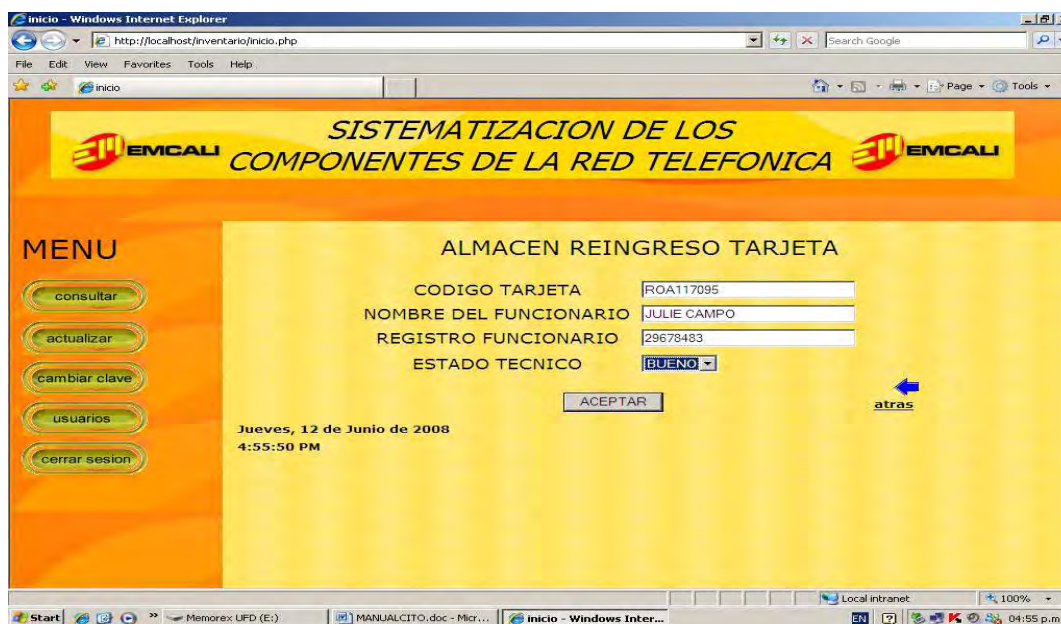 inicio - Windows Internet Explorer
http://localhost/inventario/inicio.php
Search Google
File Edit View Favorites Tools Help
inicio
Page Tools
EMCALI
SISTEMATIZACION DE LOS
COMPONENTES DE LA RED TELEFONICA
EMCALI
MENU
consultar
actualizar
cambiar clave
usuarios
cerrar sesion
ALMACEN REINGRESO TARJETA
CODIGO TARJETA ROA117095
NOMBRE DEL FUNCIONARIO JULIE CAMPO
REGISTRO FUNCIONARIO 29678483
ESTADO TECNICO BUENO
ACEPTAR
atras
Jueves, 12 de Junio de 2008
4:55:50 PM
Local intranet 100%
Start » Memorex UFD (E:) MANUALCITO.doc - Micr... inicio - Windows Inter... EN 04:55 p.m.